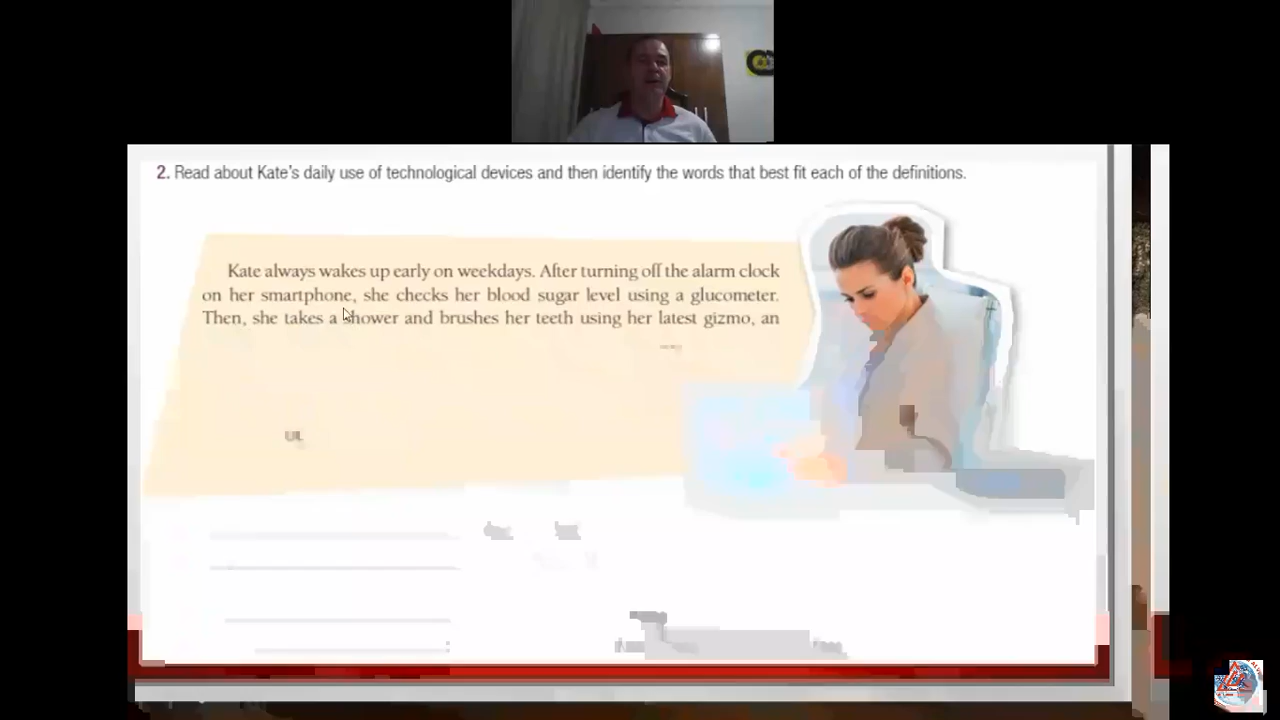 2. Read about Kate's daily use of technological devices and then identify the words that best fit each of the definitions.
Kate always wakes up early on weekdays. After turning off the alarm clock
on her smartphone, she checks her blood sugar level using a glucometer.
Then, she takes a shower and brushes her teeth using her latest gizmo, an